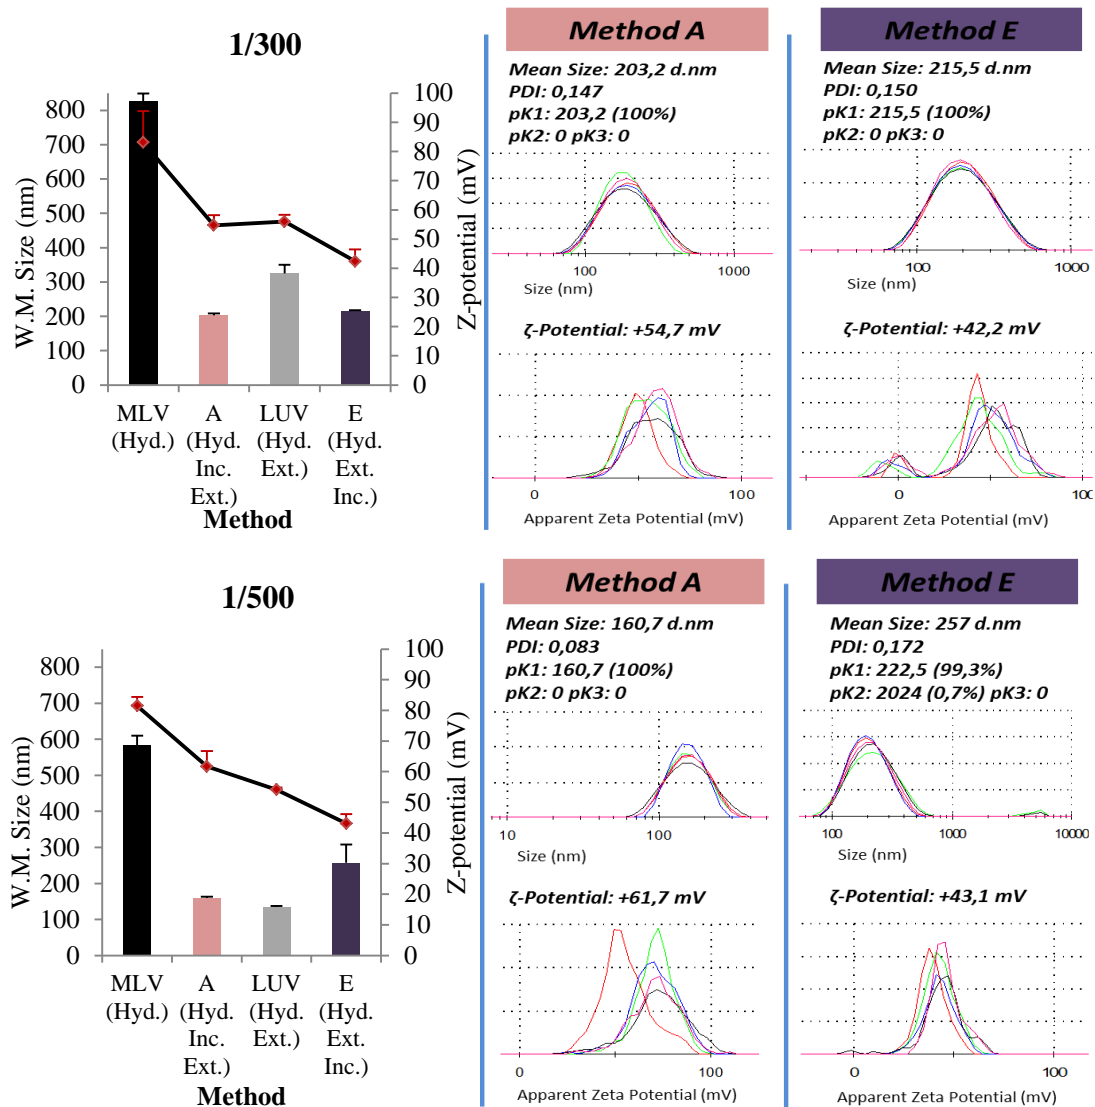 1/300
W.M. Size (nm)
800
700
600
500
400
300
200
100
0
100
90
80
70
60
50
40
30
20
10
0
Z-potential (mV)
MLV (Hyd.)
A (Hyd. Inc. Ext.)
LUV (Hyd. Ext.)
E (Hyd. Ext. Inc.)
Method
Method A
Mean Size: 203,2 d.nm
PDI: 0,147
pK1: 203,2 (100%)
pK2: 0 pK3: 0
100 1000
Size (nm)
ζ-Potential: +54,7 mV
0 100
Apparent Zeta Potential (mV)
Method E
Mean Size: 215,5 d.nm
PDI: 0,150
pK1: 215,5 (100%)
pK2: 0 pK3: 0
100 1000
Size (nm)
ζ-Potential: +42,2 mV
0 100
Apparent Zeta Potential (mV)
1/500
W.M. Size (nm)
800
700
600
500
400
300
200
100
0
100
90
80
70
60
50
40
30
20
10
0
Z-potential (mV)
MLV (Hyd.)
A (Hyd. Inc. Ext.)
LUV (Hyd. Ext.)
E (Hyd. Ext. Inc.)
Method
Method A
Mean Size: 160,7 d.nm
PDI: 0,083
pK1: 160,7 (100%)
pK2: 0 pK3: 0
10 100
Size (nm)
ζ-Potential: +61,7 mV
0 100
Apparent Zeta Potential (mV)
Method E
Mean Size: 257 d.nm
PDI: 0,172
pK1: 222,5 (99,3%)
pK2: 2024 (0,7%) pK3: 0
100 1000 10000
Size (nm)
ζ-Potential: +43,1 mV
0 100
Apparent Zeta Potential (mV)